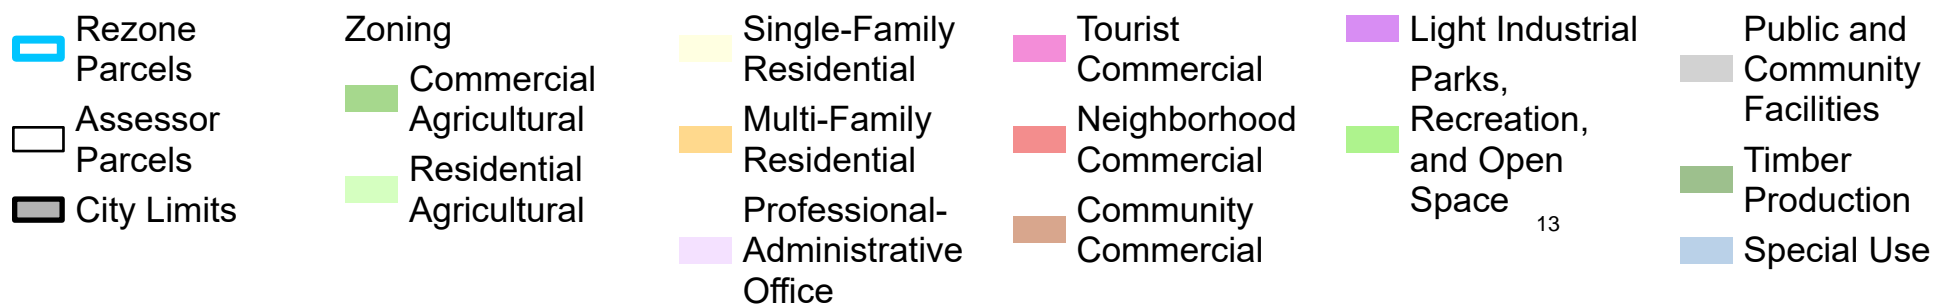 Rezone
Parcels
Assessor
Parcels
City Limits
Zoning
Commercial
Agricultural
Residential
Agricultural
Single-Family
Residential
Multi-Family
Residential
Professional-
Administrative
Office
Tourist
Commercial
Neighborhood
Commercial
Community
Commercial
Light Industrial
Parks,
Recreation,
and Open
Space
13
Public and
Community
Facilities
Timber
Production
Special Use